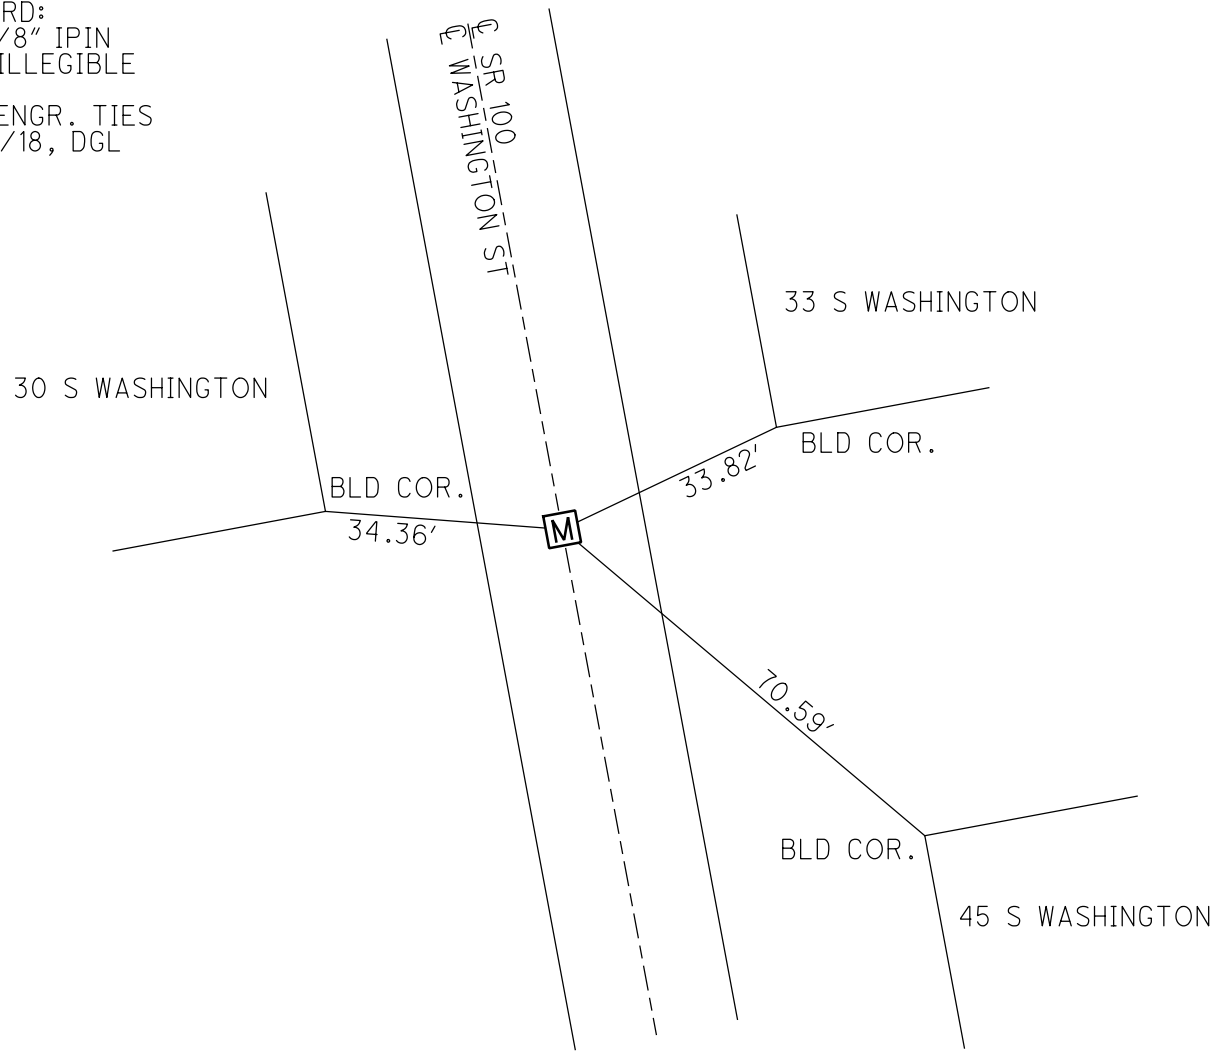 RD:
/8" IPIN
ILLEGIBLE
ENGR. TIES
/18, DGL
℄ SR 100
℄ WASHINGTON ST
33 S WASHINGTON
30 S WASHINGTON
BLD COR.
33.82'
BLD COR.
34.36'
M
70.59'
BLD COR.
45 S WASHINGTON